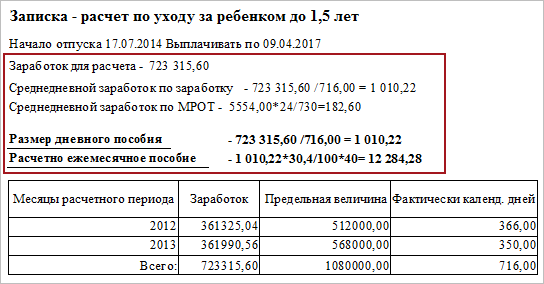 Записка - расчет по уходу за ребенком до 1,5 лет
Начало отпуска 17.07.2014 Выплачивать по 09.04.2017
Заработок для расчета - 723 315,60
Среднедневной заработок по заработку - 723 315,60 /716,00 = 1 010,22
Среднедневной заработок по МРОТ - 5554,00*24/730=182,60
Размер дневного пособия - 723 315,60 /716,00 = 1 010,22
Расчетно ежемесячное пособие - 1 010,22*30,4/100*40= 12 284,28
Месяцы расчетного периода Заработок Предельная величина Фактически календ. дней
2012 361325,04 512000,00 366,00
2013 361990,56 568000,00 350,00
Всего: 723315,60 1080000,00 716,00